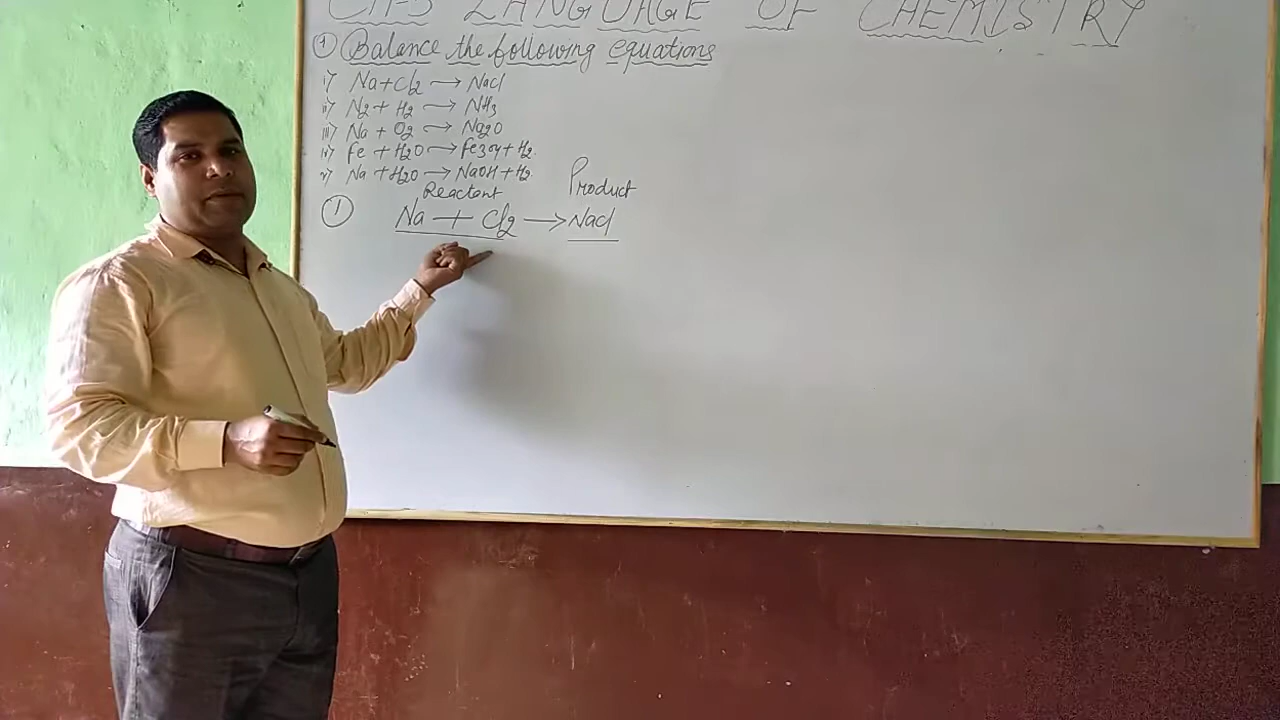 CH-5 LANGUAGE OF CHEMISTRY
① Balance the following equations
i) Na + Cl2 → Nacl
ii) N2 + H2 → NH3
iii) Na + O2 → Na2O
iv) Fe + H2O → Fe3O4 + H2.
v) Na + H2O → NaOH + H2.
Reactant Product
① Na + Cl2 → Nacl